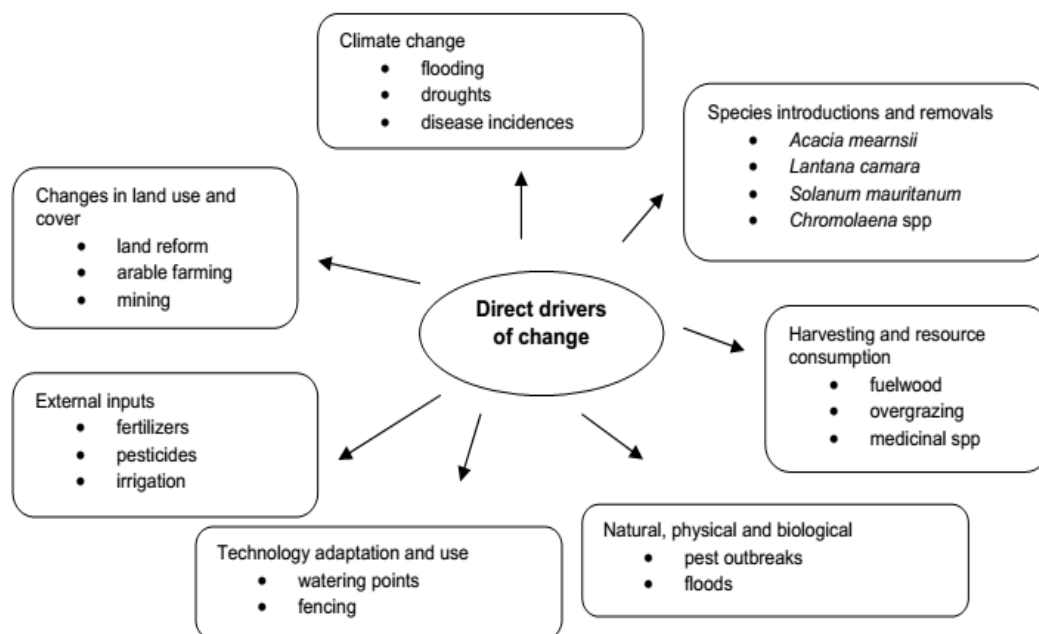 Climate change
• flooding
• droughts
• disease incidences
Species introductions and removals
• Acacia mearnsii
• Lantana camara
• Solanum mauritanum
• Chromolaena spp
Changes in land use and
cover
• land reform
• arable farming
• mining
Direct drivers
of change
Harvesting and resource
consumption
• fuelwood
• overgrazing
• medicinal spp
External inputs
• fertilizers
• pesticides
• irrigation
Technology adaptation and use
• watering points
• fencing
Natural, physical and biological
• pest outbreaks
• floods